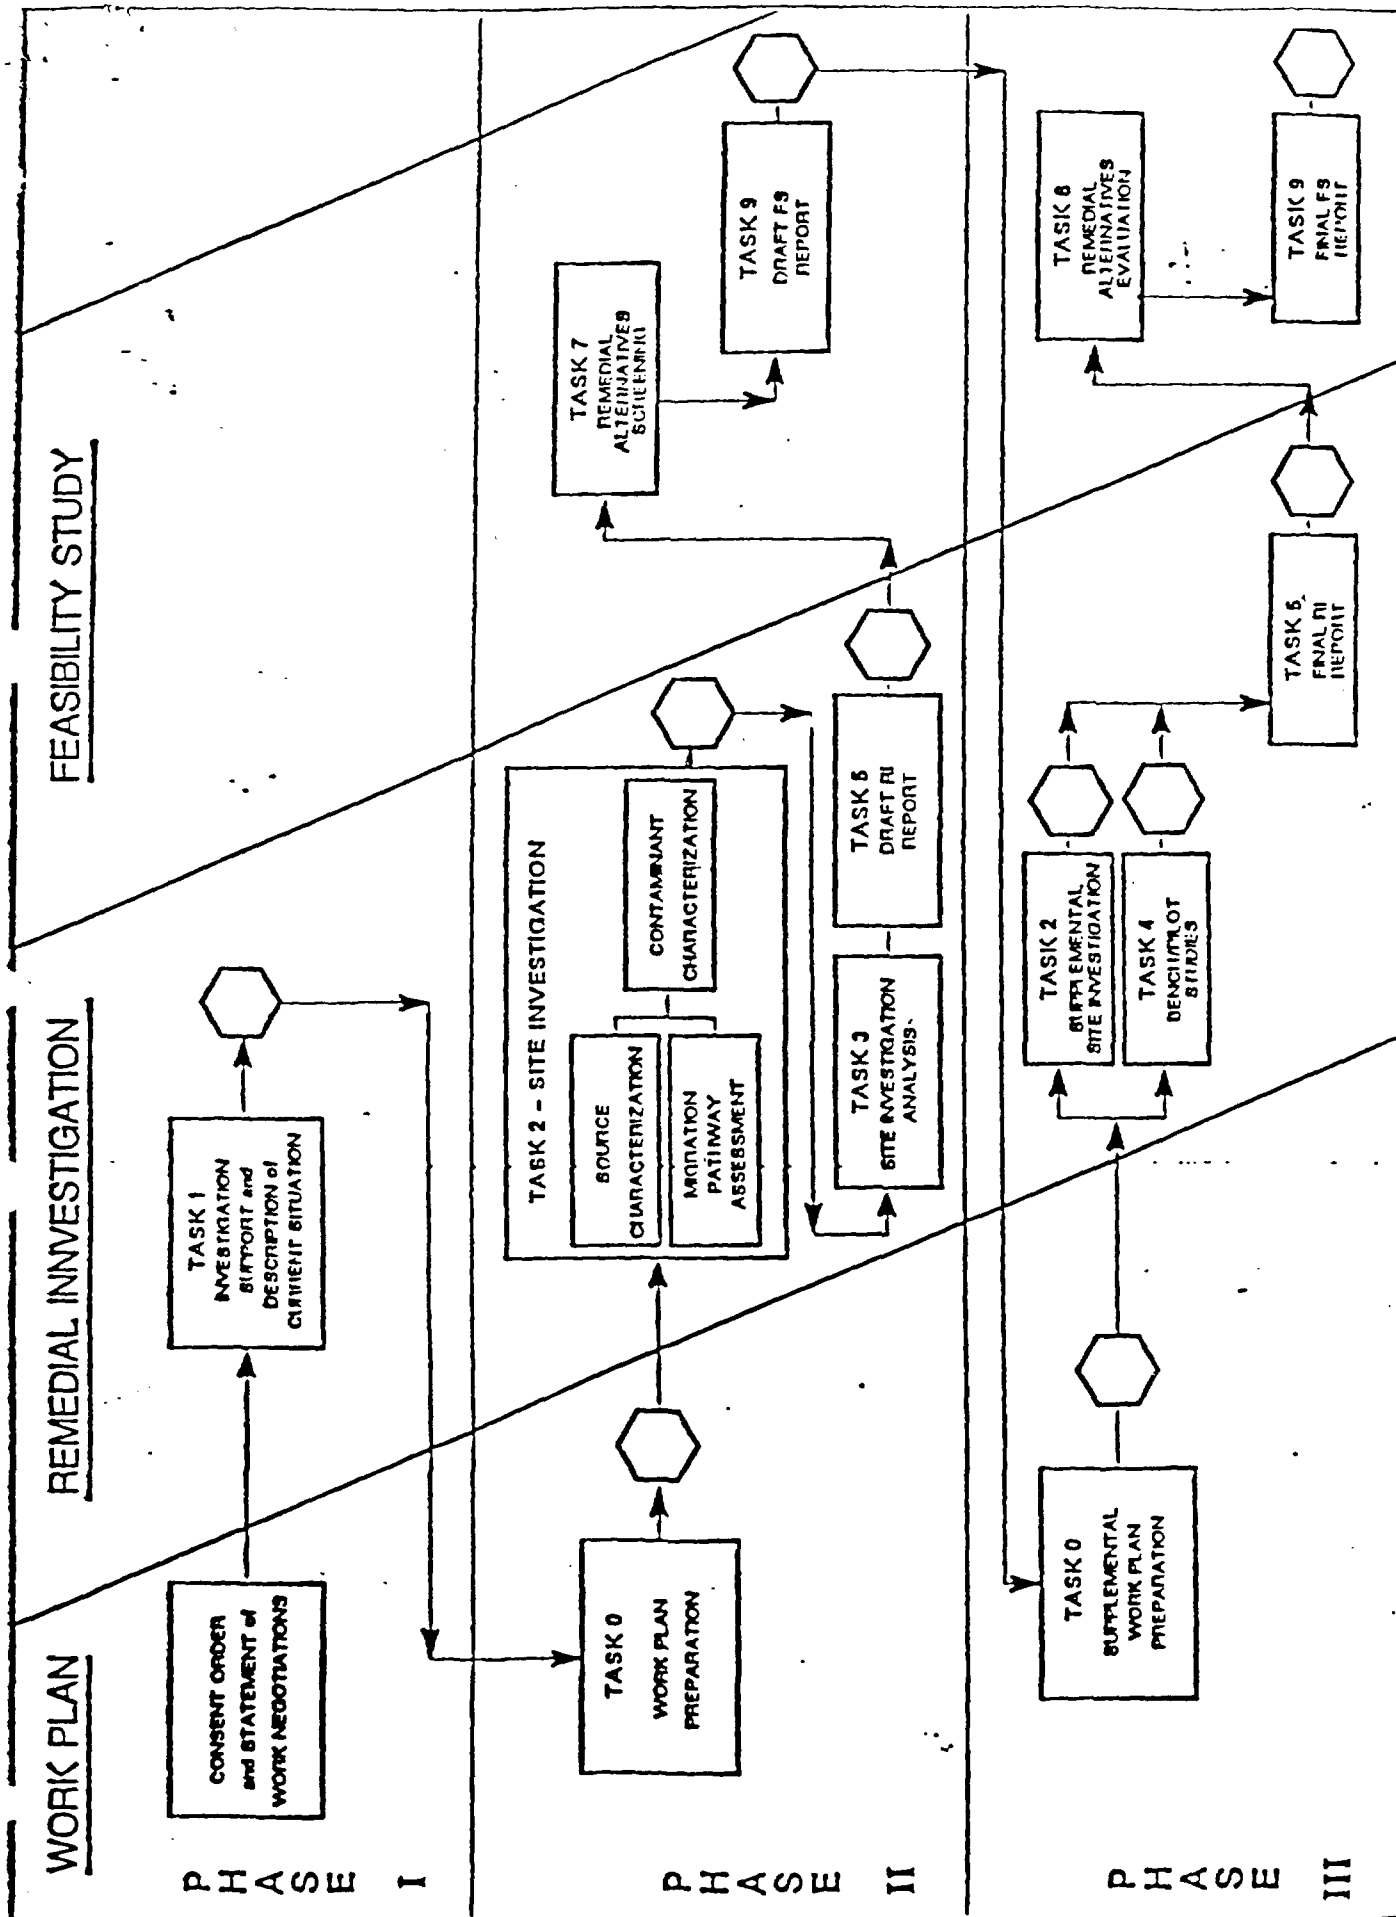 WORK PLAN
REMEDIAL INVESTIGATION
FEASIBILITY STUDY
PHASE I
CONSENT ORDER
and STATEMENT of
WORK NEGOTIATIONS
TASK 1
INVESTIGATION
SUPPORT and
DESCRIPTION of
CURRENT SITUATION
PHASE II
TASK 0
WORK PLAN
PREPARATION
TASK 2 - SITE INVESTIGATION
SOURCE
CHARACTERIZATION
MIGRATION
PATHWAY
ASSESSMENT
CONTAMINANT
CHARACTERIZATION
TASK 3
SITE INVESTIGATION
ANALYSIS
TASK 5
DRAFT RI
REPORT
TASK 7
REMEDIAL
ALTERNATIVES
SCREENING
TASK 9
DRAFT FS
REPORT
PHASE III
TASK 0
SUPPLEMENTAL
WORK PLAN
PREPARATION
TASK 2
SUPPLEMENTAL
SITE INVESTIGATION
TASK 4
BENCH/PILOT
STUDIES
TASK 5
FINAL RI
REPORT
TASK 8
REMEDIAL
ALTERNATIVES
EVALUATION
TASK 9
FINAL FS
REPORT